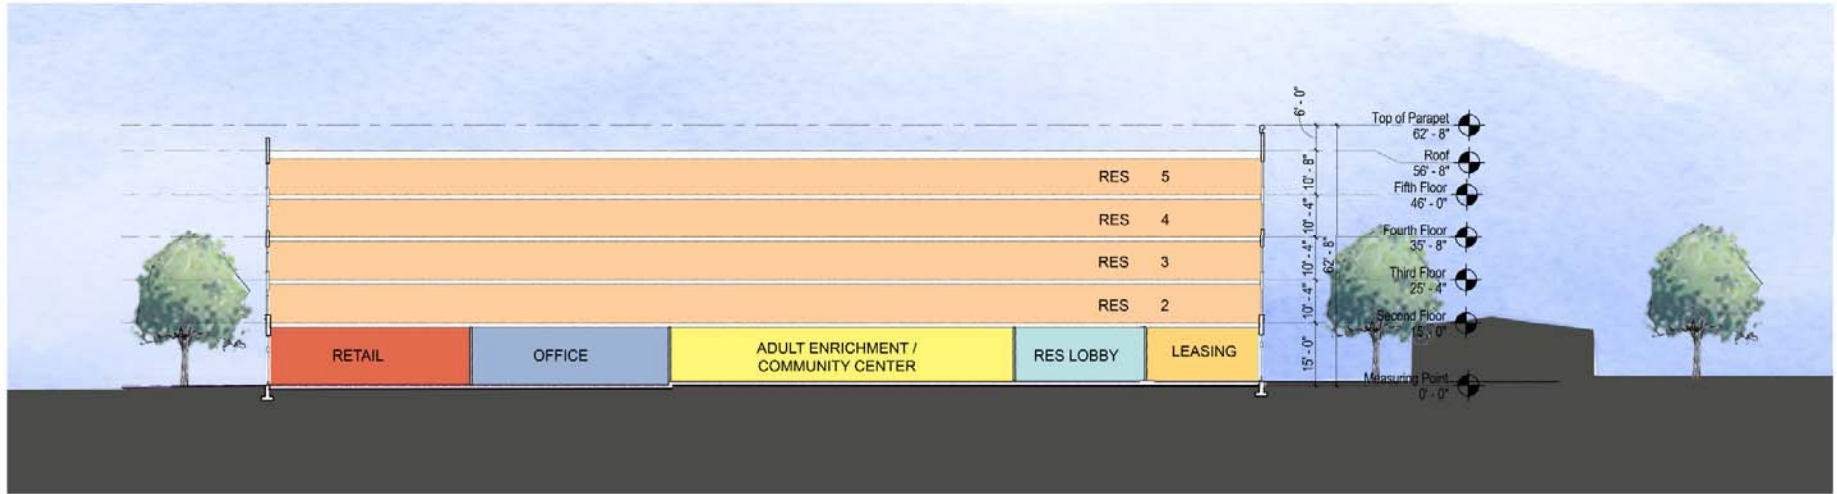 6' - 0"
Top of Parapet
62' - 8"
Roof
56' - 8"
10' - 8"
RES 5
Fifth Floor
46' - 0"
10' - 4"
RES 4
Fourth Floor
35' - 8"
10' - 4"
62' - 8"
RES 3
Third Floor
25' - 4"
10' - 4"
RES 2
Second Floor
15' - 0"
15' - 0"
RETAIL
OFFICE
ADULT ENRICHMENT /
COMMUNITY CENTER
RES LOBBY
LEASING
Measuring Point
0' - 0"